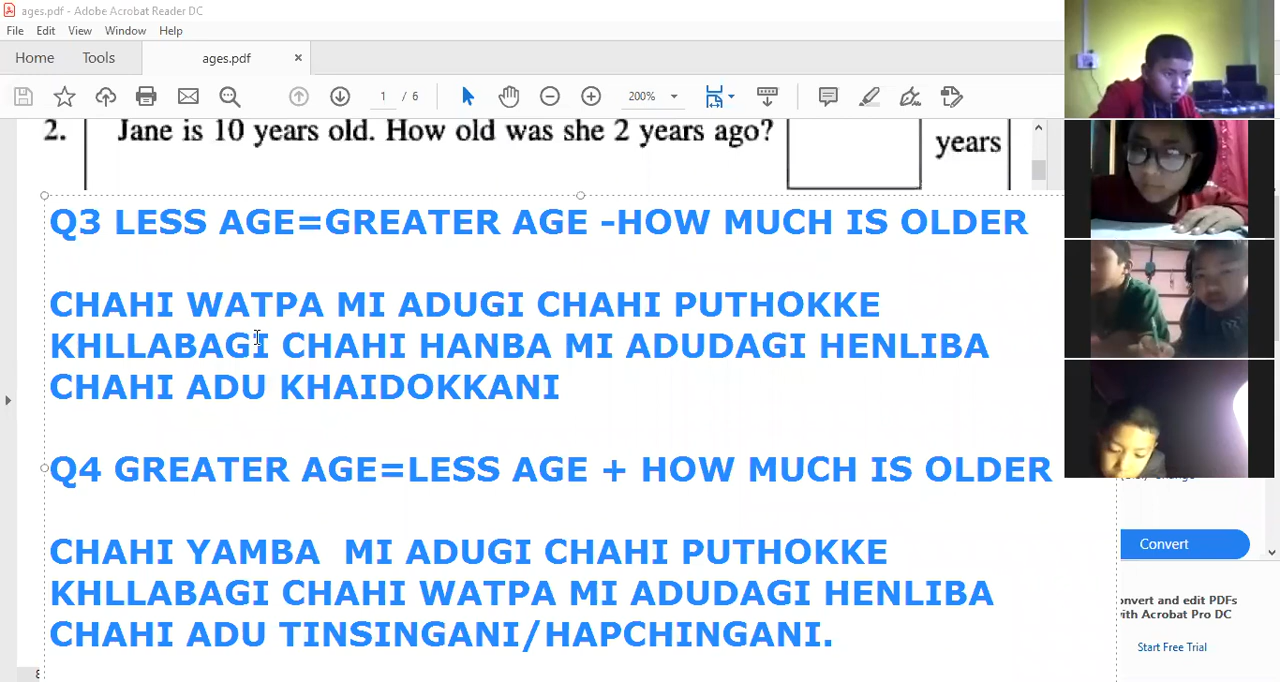 ages.pdf - Adobe Acrobat Reader DC
File Edit View Window Help
Home Tools ages.pdf ×
1 / 6 200%
2. Jane is 10 years old. How old was she 2 years ago? years
Q3 LESS AGE=GREATER AGE -HOW MUCH IS OLDER
CHAHI WATPA MI ADUGI CHAHI PUTHOKKE
KHLLABAGI CHAHI HANBA MI ADUDAGI HENLIBA
CHAHI ADU KHAIDOKKANI
Q4 GREATER AGE=LESS AGE + HOW MUCH IS OLDER
CHAHI YAMBA MI ADUGI CHAHI PUTHOKKE
KHLLABAGI CHAHI WATPA MI ADUDAGI HENLIBA
CHAHI ADU TINSINGANI/HAPCHINGANI.
Convert
onvert and edit PDFs
with Acrobat Pro DC
Start Free Trial